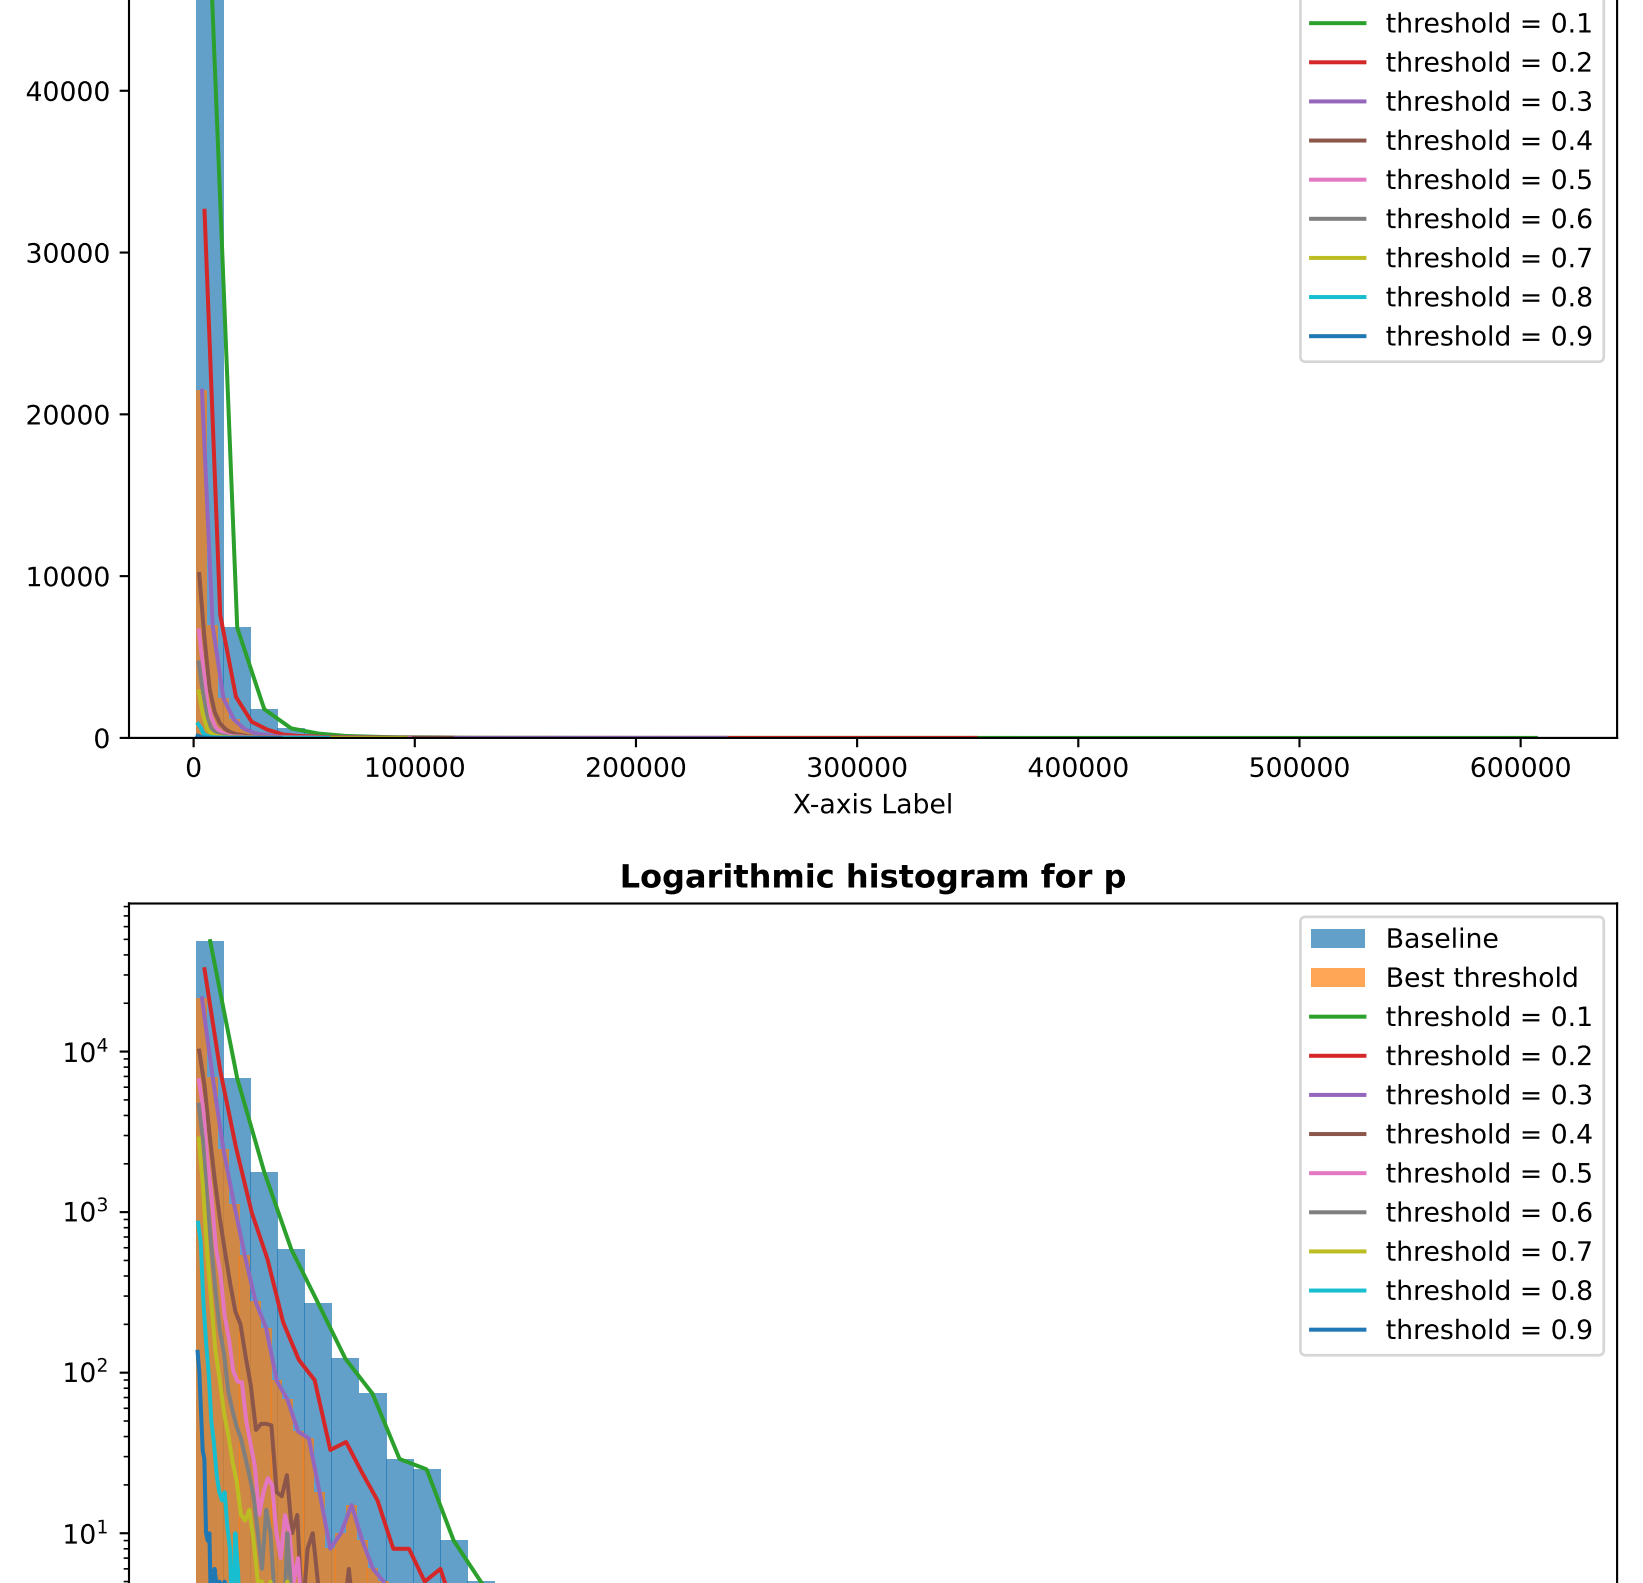 threshold = 0.1
threshold = 0.2
threshold = 0.3
threshold = 0.4
threshold = 0.5
threshold = 0.6
threshold = 0.7
threshold = 0.8
threshold = 0.9
40000
30000
20000
10000
0
0 100000 200000 300000 400000 500000 600000
X-axis Label
Logarithmic histogram for p
Baseline
Best threshold
threshold = 0.1
threshold = 0.2
threshold = 0.3
threshold = 0.4
threshold = 0.5
threshold = 0.6
threshold = 0.7
threshold = 0.8
threshold = 0.9
10⁴
10³
10²
10¹